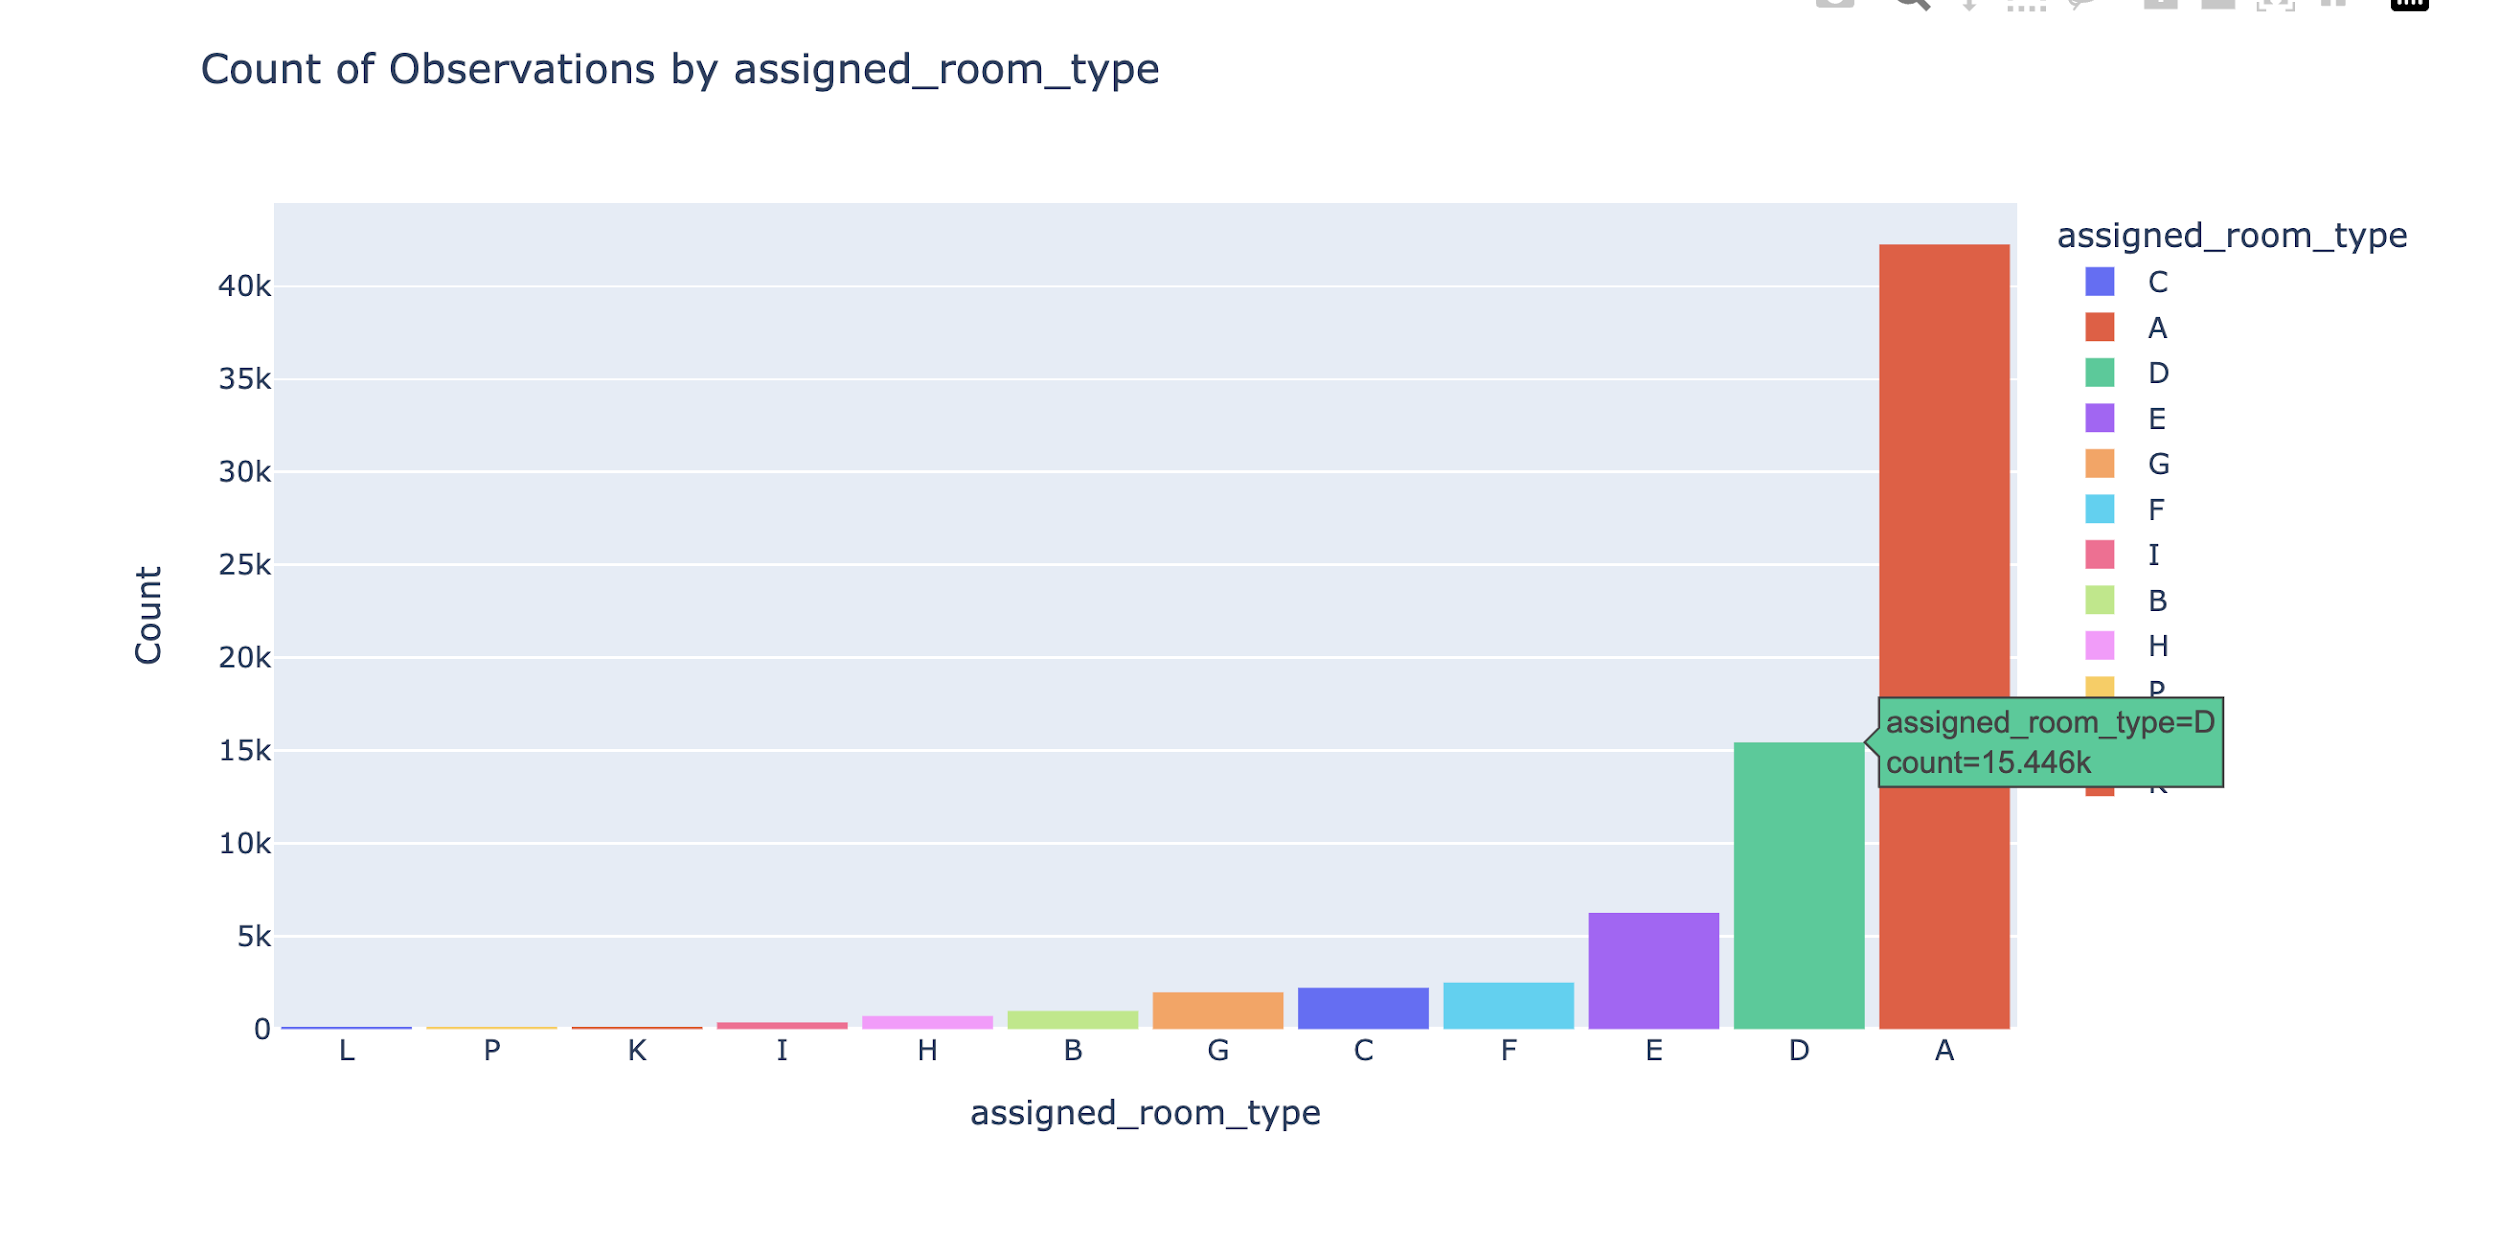 Count of Observations by assigned_room_type
assigned_room_type
C
A
D
E
G
F
I
B
H
P
assigned_room_type=D
count=15.446k
Count
40k
35k
30k
25k
20k
15k
10k
5k
0
L P K I H B G C F E D A
assigned_room_type